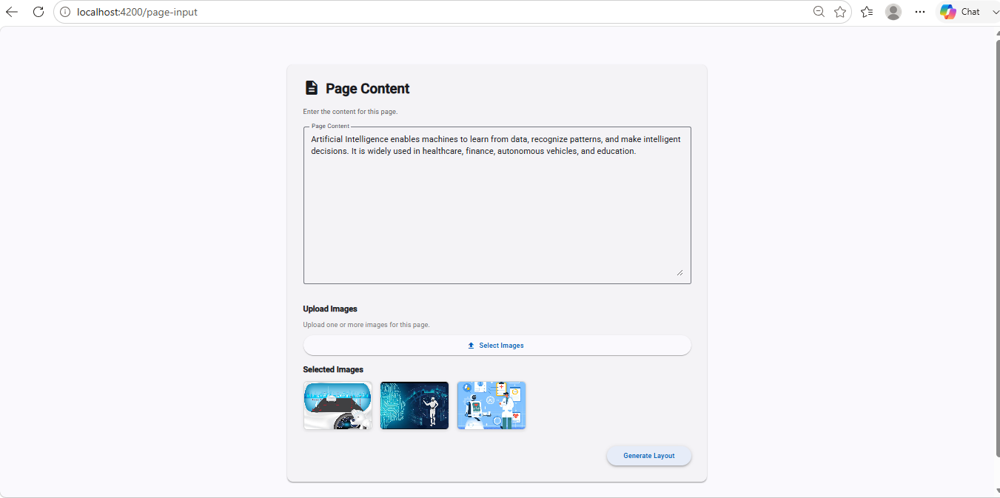 localhost:4200/page-input
Chat
Page Content
Enter the content for this page.
Page Content
Artificial Intelligence enables machines to learn from data, recognize patterns, and make intelligent
decisions. It is widely used in healthcare, finance, autonomous vehicles, and education.
Upload Images
Upload one or more images for this page.
Select Images
Selected Images
AI
Generate Layout